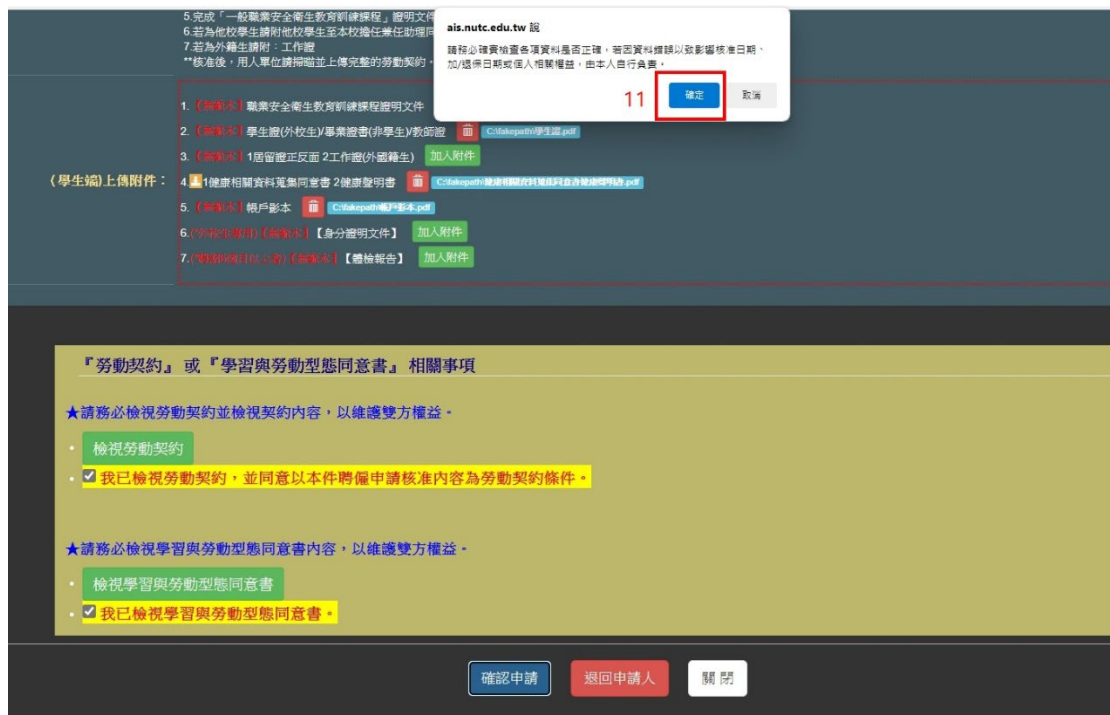 5.完成「一般職業安全衛生教育訓練課程」證明文件
6.若為他校學生請附他校學生至本校擔任兼任助理同
7.若為外籍生請附：工作證
**核准後，用人單位請掃瞄並上傳完整的勞動契約。
ais.nutc.edu.tw 說
請務必確實檢查各項資料是否正確，若因資料錯誤以致影響核准日期、
加/退保日期或個人相關權益，由本人自行負責。
11
確定
取消
(學生端)上傳附件：
1. 職業安全衛生教育訓練課程證明文件
2. 學生證(外校生)/畢業證書(非學生)/教師證 C:\fakepath\學生證.pdf
3. 1居留證正反面 2工作證(外國籍生) 加入附件
4. 1健康相關資料蒐集同意書 2健康聲明書 C:\fakepath\健康相關資料蒐集同意書健康聲明書.pdf
5. 帳戶影本 C:\fakepath\帳戶影本.pdf
6. 【身分證明文件】 加入附件
7. 【體檢報告】 加入附件
『勞動契約』 或『學習與勞動型態同意書』 相關事項
★請務必檢視勞動契約並檢視契約內容，以維護雙方權益。
檢視勞動契約
我已檢視勞動契約，並同意以本件聘僱申請核准內容為勞動契約條件。
★請務必檢視學習與勞動型態同意書內容，以維護雙方權益。
檢視學習與勞動型態同意書
我已檢視學習與勞動型態同意書。
確認申請
退回申請人
關閉